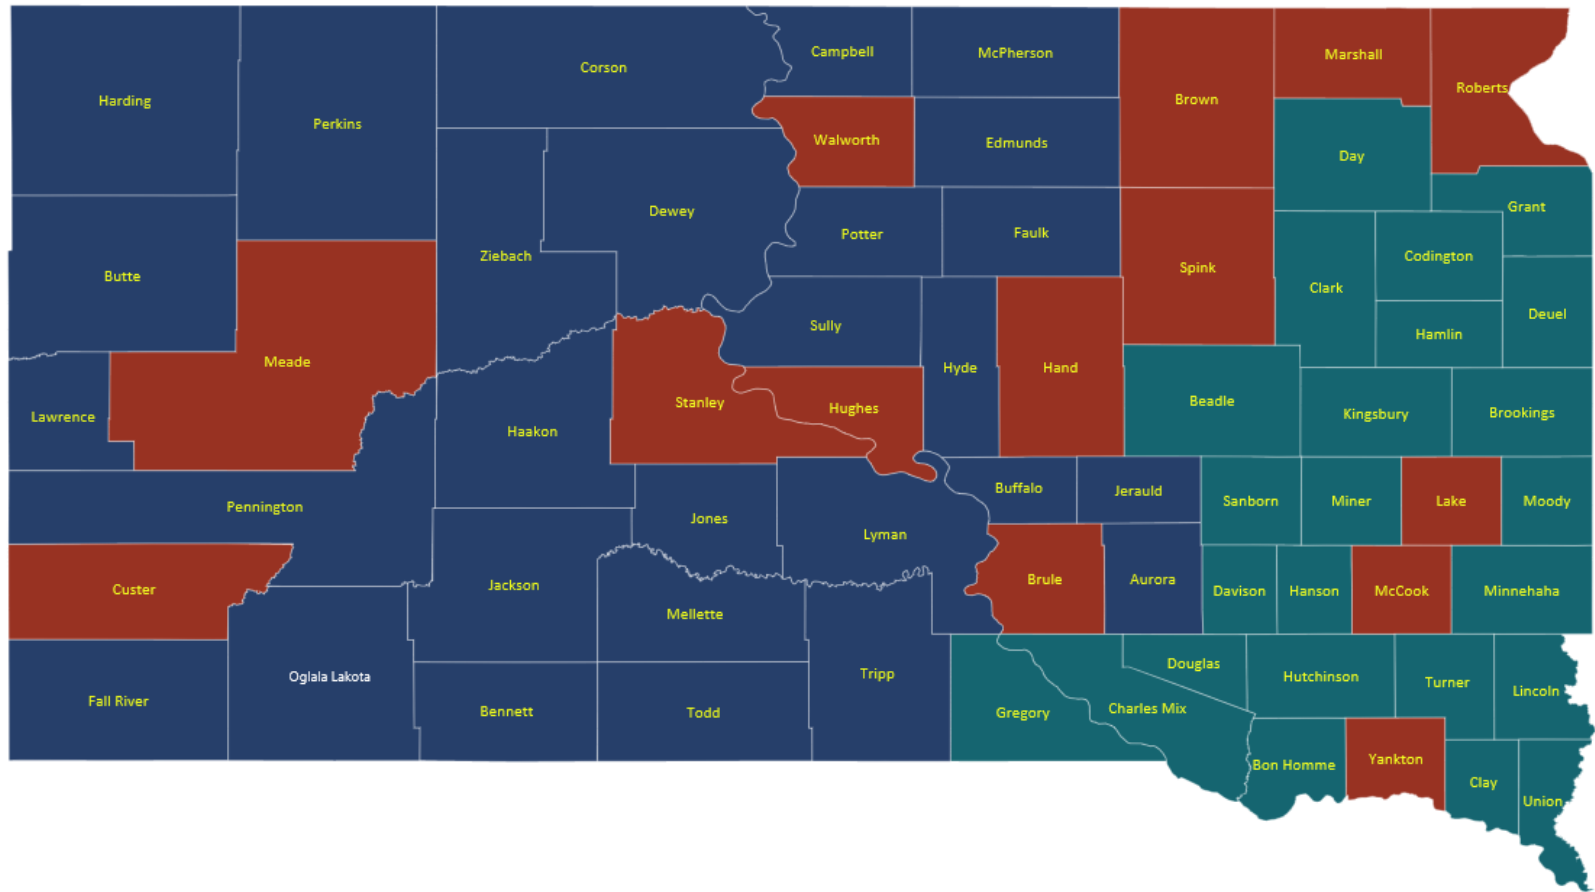 Campbell
McPherson
Marshall
Corson
Roberts
Harding
Brown
Perkins
Walworth
Edmunds
Day
Dewey
Grant
Potter
Faulk
Ziebach
Codington
Butte
Spink
Clark
Deuel
Sully
Hamlin
Meade
Hyde
Hand
Stanley
Hughes
Beadle
Kingsbury
Brookings
Lawrence
Haakon
Buffalo
Jerauld
Sanborn
Miner
Lake
Moody
Pennington
Jones
Lyman
Custer
Jackson
Brule
Aurora
Davison
Hanson
McCook
Minnehaha
Mellette
Oglala Lakota
Tripp
Douglas
Hutchinson
Turner
Lincoln
Fall River
Bennett
Todd
Gregory
Charles Mix
Bon Homme
Yankton
Clay
Union